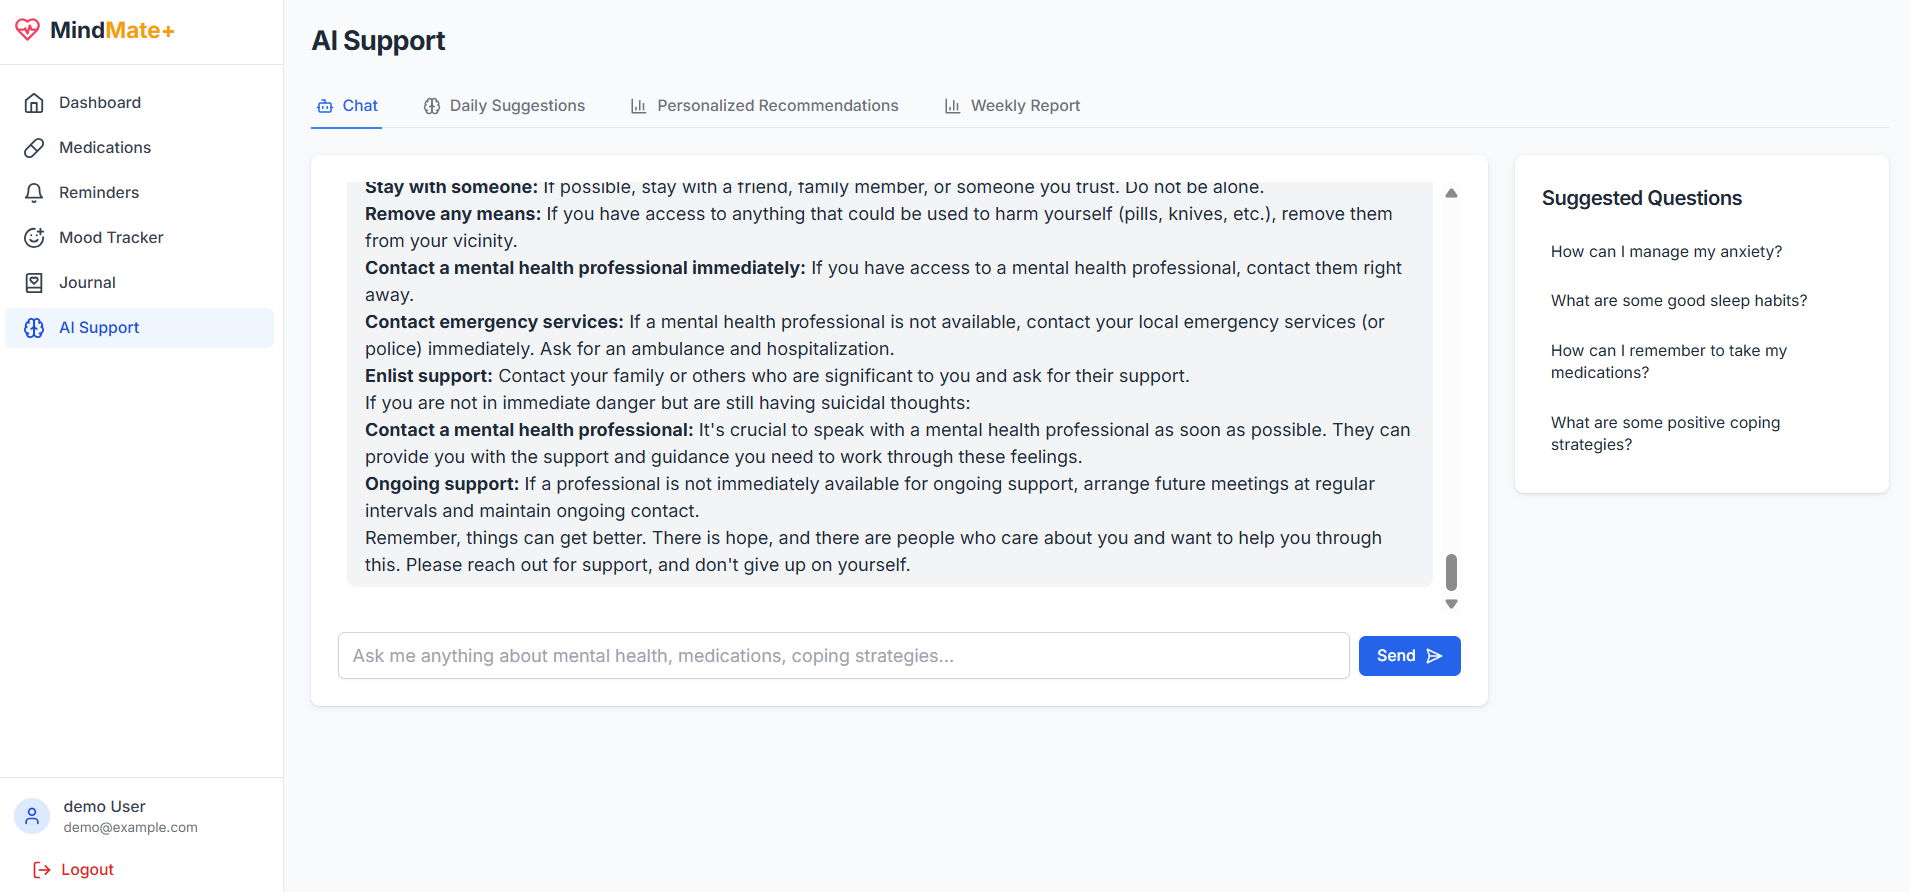 MindMate+
Dashboard
Medications
Reminders
Mood Tracker
Journal
AI Support
demo User
demo@example.com
Logout
AI Support
Chat
Daily Suggestions
Personalized Recommendations
Weekly Report
Stay with someone: If possible, stay with a friend, family member, or someone you trust. Do not be alone.
Remove any means: If you have access to anything that could be used to harm yourself (pills, knives, etc.), remove them
from your vicinity.
Contact a mental health professional immediately: If you have access to a mental health professional, contact them right
away.
Contact emergency services: If a mental health professional is not available, contact your local emergency services (or
police) immediately. Ask for an ambulance and hospitalization.
Enlist support: Contact your family or others who are significant to you and ask for their support.
If you are not in immediate danger but are still having suicidal thoughts:
Contact a mental health professional: It's crucial to speak with a mental health professional as soon as possible. They can
provide you with the support and guidance you need to work through these feelings.
Ongoing support: If a professional is not immediately available for ongoing support, arrange future meetings at regular
intervals and maintain ongoing contact.
Remember, things can get better. There is hope, and there are people who care about you and want to help you through
this. Please reach out for support, and don't give up on yourself.
Ask me anything about mental health, medications, coping strategies...
Send
Suggested Questions
How can I manage my anxiety?
What are some good sleep habits?
How can I remember to take my
medications?
What are some positive coping
strategies?